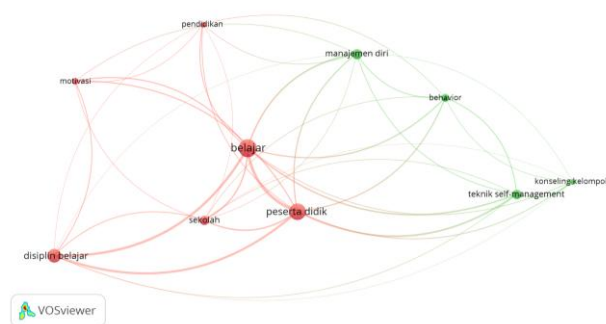 pendidikan
manajemen diri
motivasi
behavior
belajar
konseling kelompok
teknik self-management
peserta didik
sekolah
disiplin belajar
VOSviewer